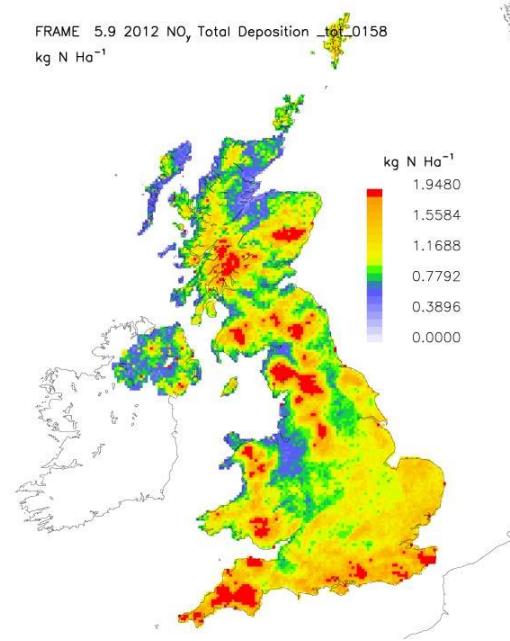 FRAME 5.9 2012 NOy Total Deposition _tot_0158
kg N Ha⁻¹
kg N Ha⁻¹
1.9480
1.5584
1.1688
0.7792
0.3896
0.0000